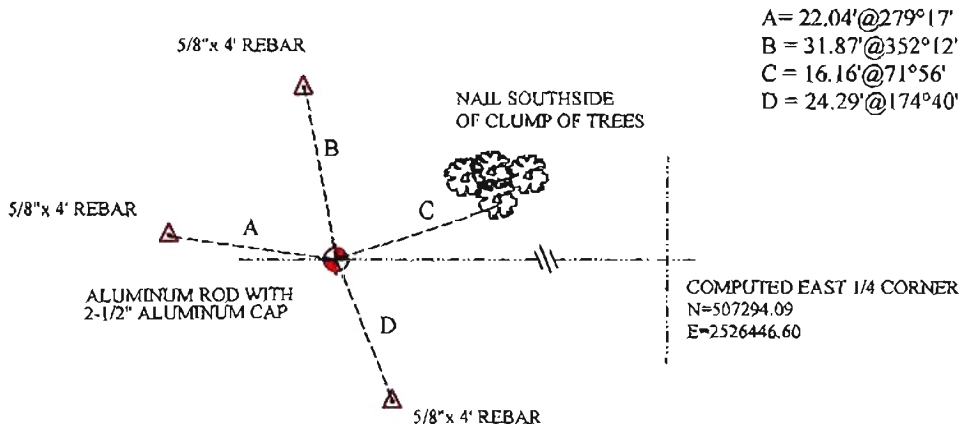 A= 22.04'@279°17'
B = 31.87'@352°12'
C = 16.16'@71°56'
D = 24.29'@174°40'
5/8"x 4' REBAR
NAIL SOUTHSIDE
OF CLUMP OF TREES
B
5/8"x 4' REBAR
A
C
ALUMINUM ROD WITH
2-1/2" ALUMINUM CAP
D
COMPUTED EAST 1/4 CORNER
N=507294.09
E=2526446.60
5/8"x 4' REBAR